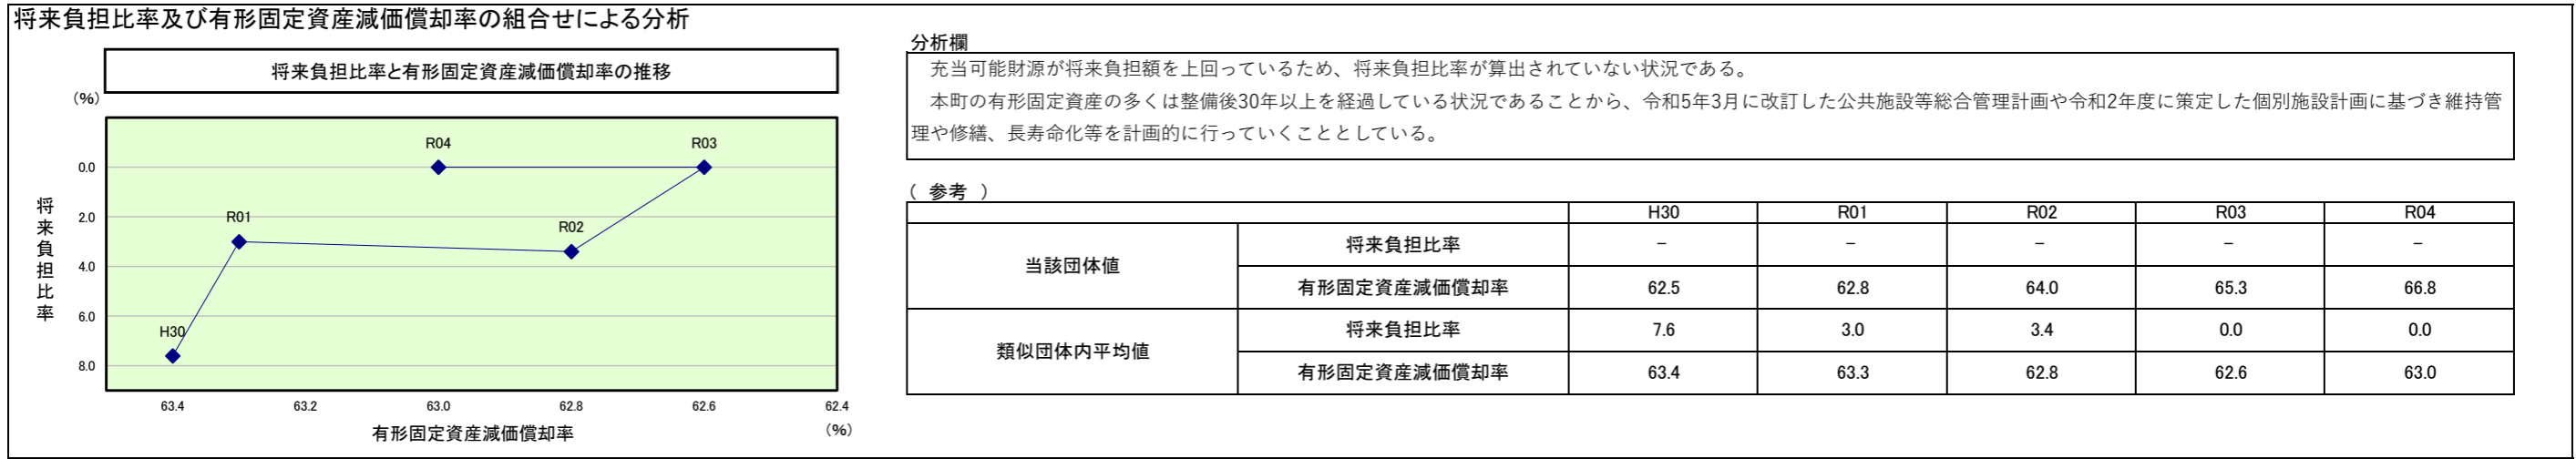 将来負担比率及び有形固定資産減価償却率の組合せによる分析
将来負担比率と有形固定資産減価償却率の推移
(%)
将来負担比率
0.0
2.0
4.0
6.0
8.0
R04
R03
R01
R02
H30
63.4 63.2 63.0 62.8 62.6 62.4
有形固定資産減価償却率
(%)
分析欄
充当可能財源が将来負担額を上回っているため、将来負担比率が算出されていない状況である。
本町の有形固定資産の多くは整備後30年以上を経過している状況であることから、令和5年3月に改訂した公共施設等総合管理計画や令和2年度に策定した個別施設計画に基づき維持管
理や修繕、長寿命化等を計画的に行っていくこととしている。
( 参考 )
H30 R01 R02 R03 R04
当該団体値
将来負担比率 － － － － －
有形固定資産減価償却率 62.5 62.8 64.0 65.3 66.8
類似団体内平均値
将来負担比率 7.6 3.0 3.4 0.0 0.0
有形固定資産減価償却率 63.4 63.3 62.8 62.6 63.0